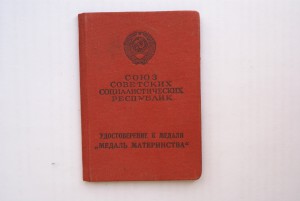 СОЮЗ
СОВЕТСКИХ
СОЦИАЛИСТИЧЕСКИХ
РЕСПУБЛИК
УДОСТОВЕРЕНИЕ К МЕДАЛИ
„МЕДАЛЬ МАТЕРИНСТВА"